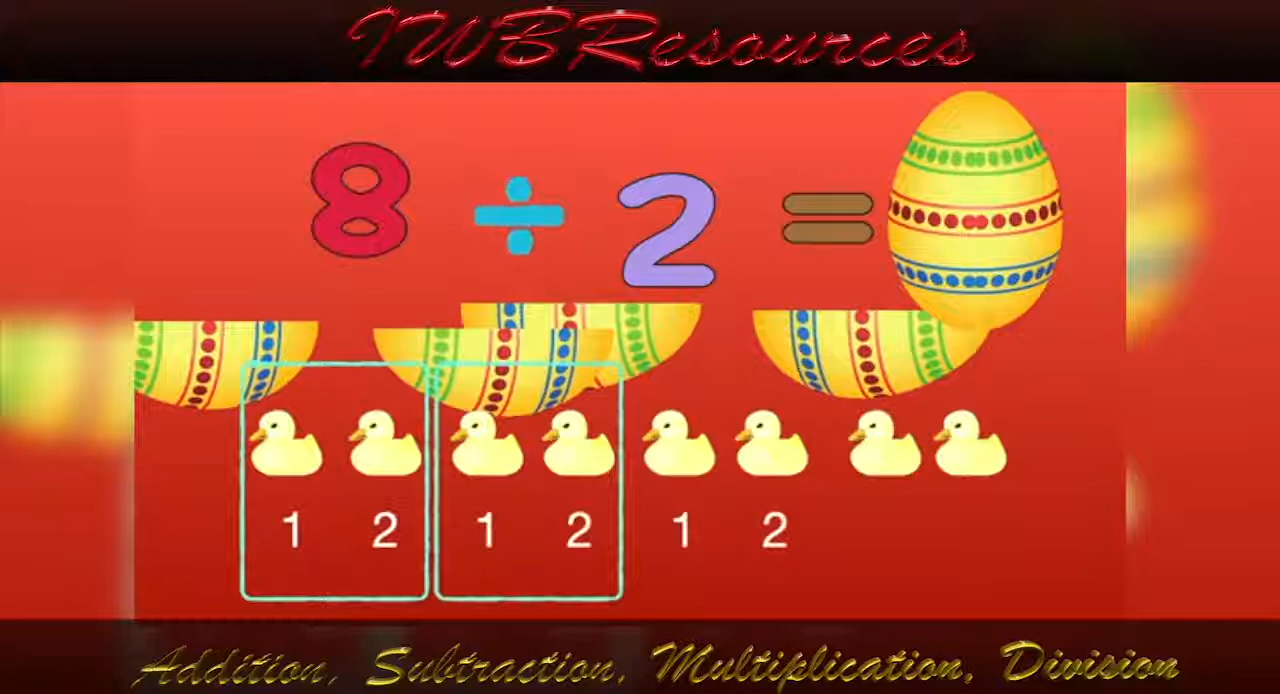 IWBResources
8 ÷ 2 =
1 2 1 2 1 2
Addition, Subtraction, Multiplication, Division